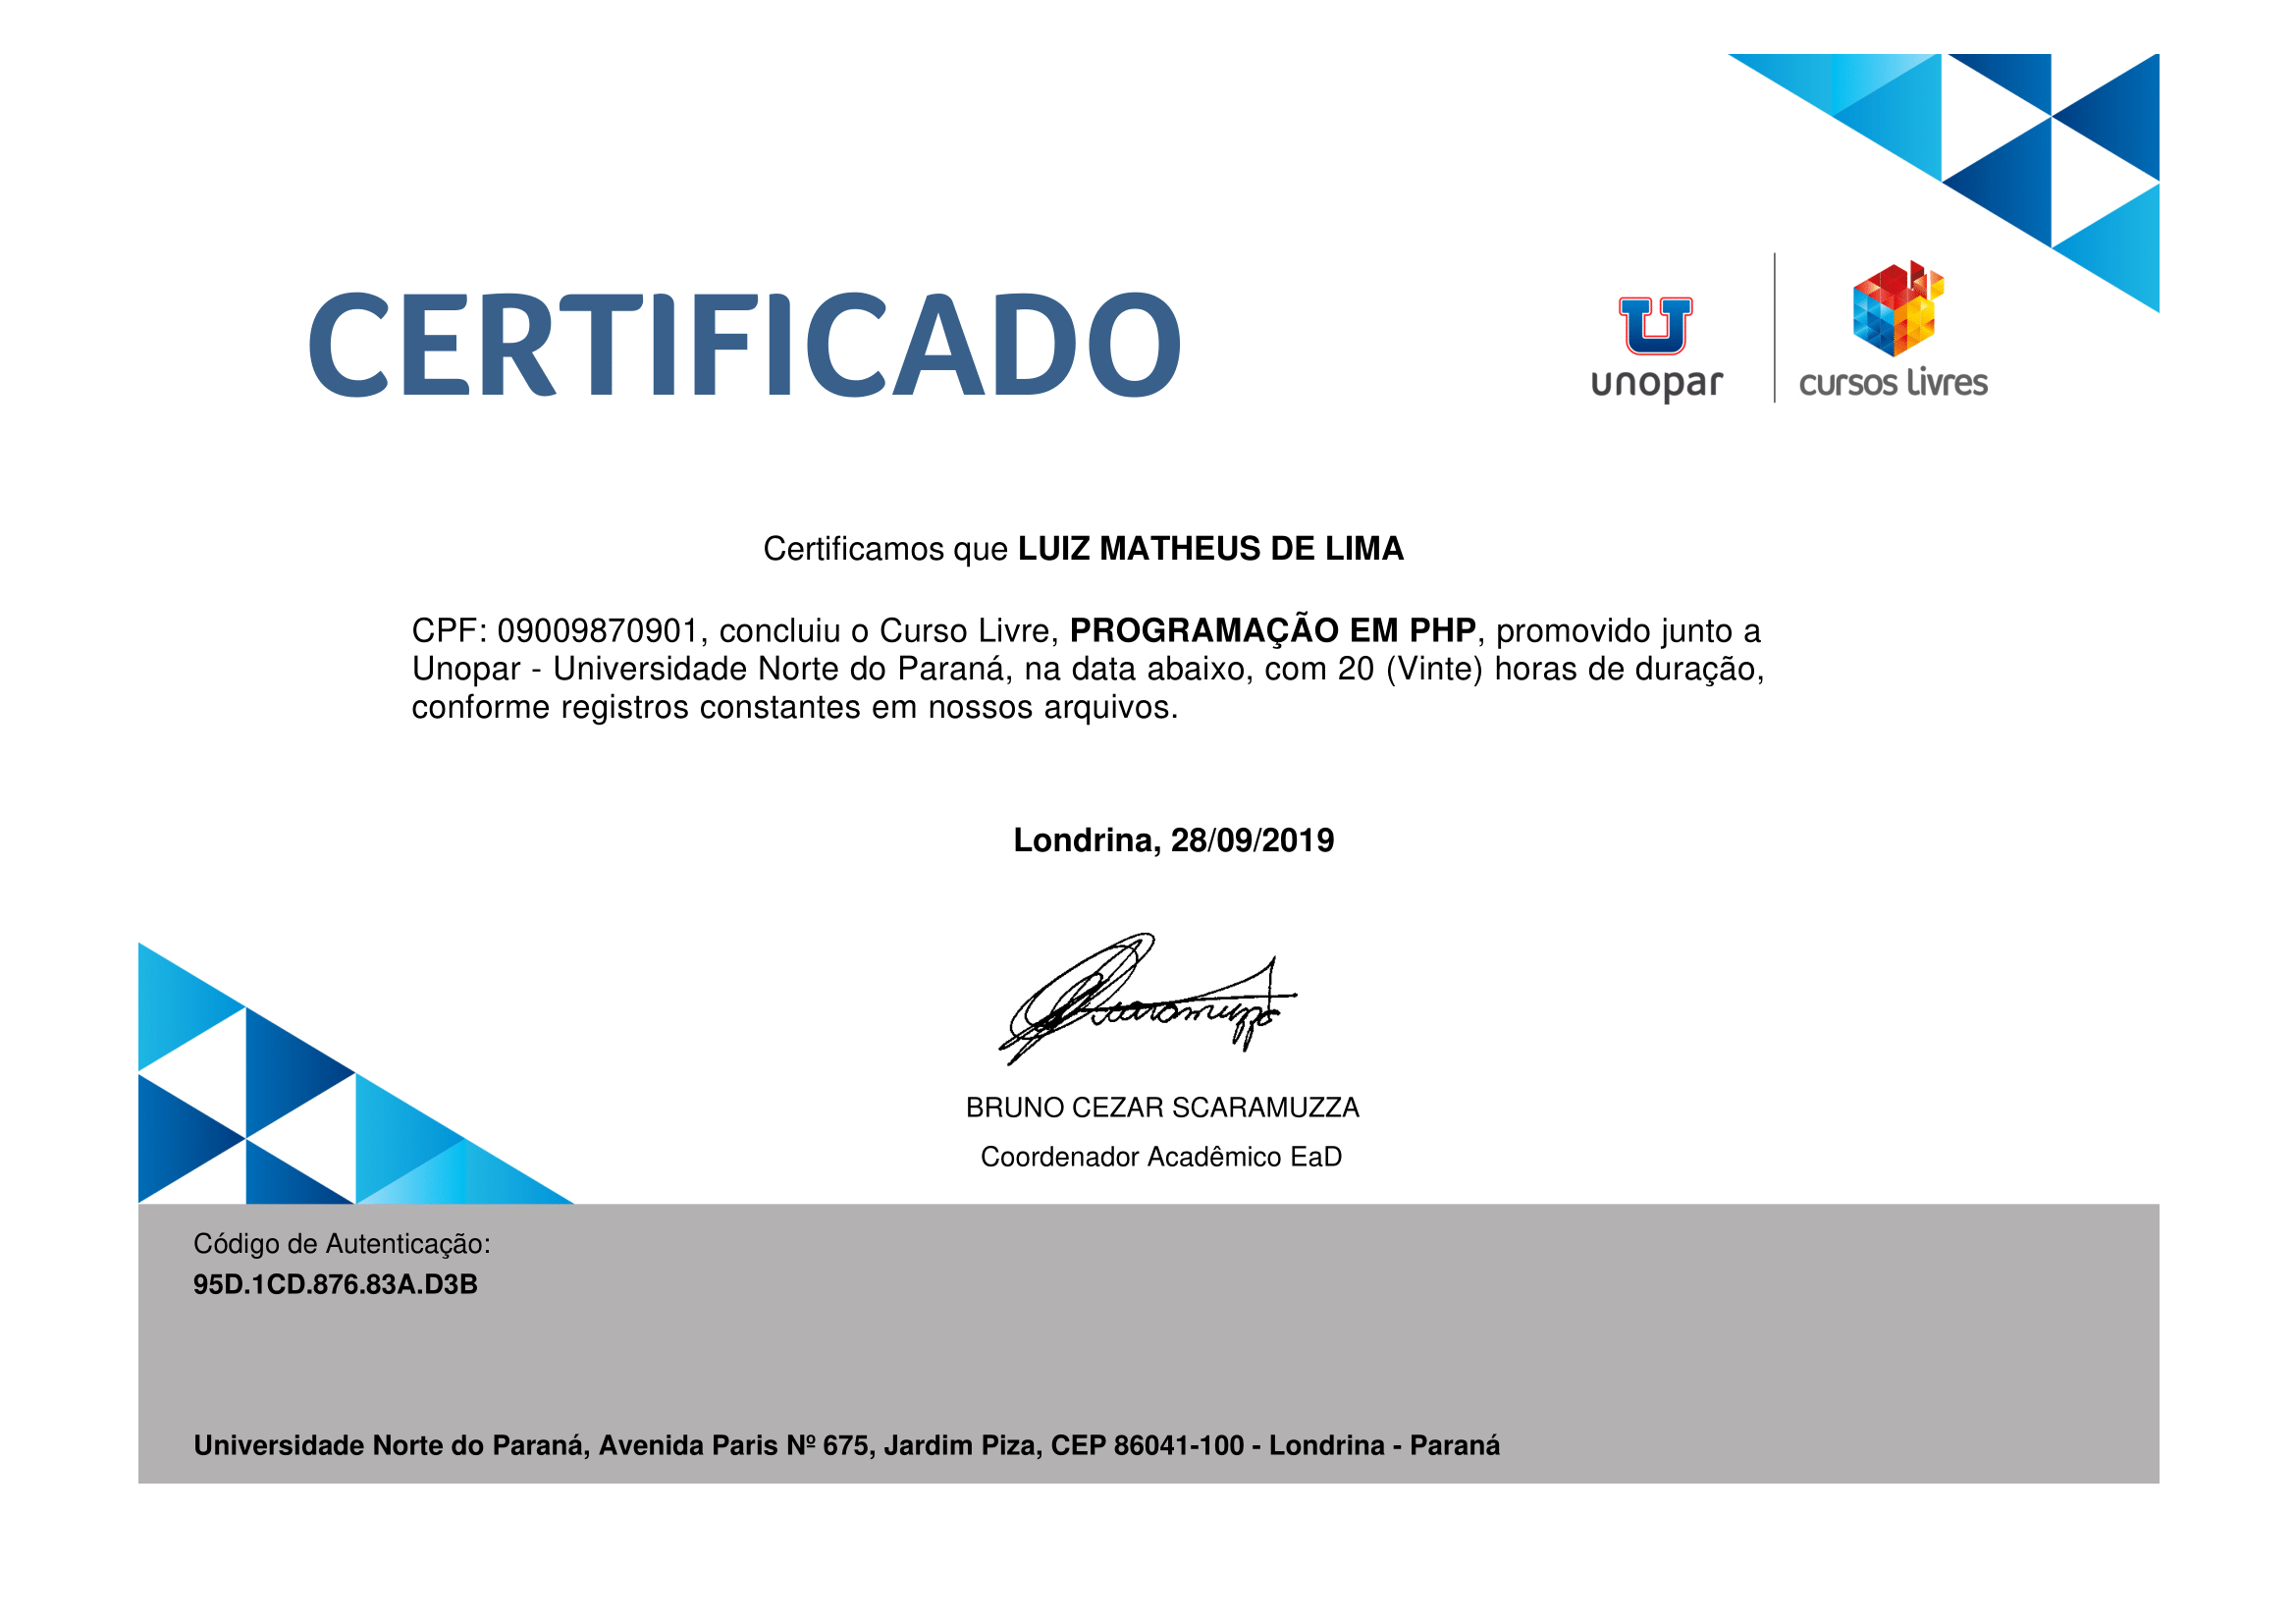 CERTIFICADO
unopar
cursos livres
Certificamos que LUIZ MATHEUS DE LIMA
CPF: 09009870901, concluiu o Curso Livre, PROGRAMAÇÃO EM PHP, promovido junto a
Unopar - Universidade Norte do Paraná, na data abaixo, com 20 (Vinte) horas de duração,
conforme registros constantes em nossos arquivos.
Londrina, 28/09/2019
Scaramuzza
BRUNO CEZAR SCARAMUZZA
Coordenador Acadêmico EaD
Código de Autenticação:
95D.1CD.876.83A.D3B
Universidade Norte do Paraná, Avenida Paris Nº 675, Jardim Piza, CEP 86041-100 - Londrina - Paraná